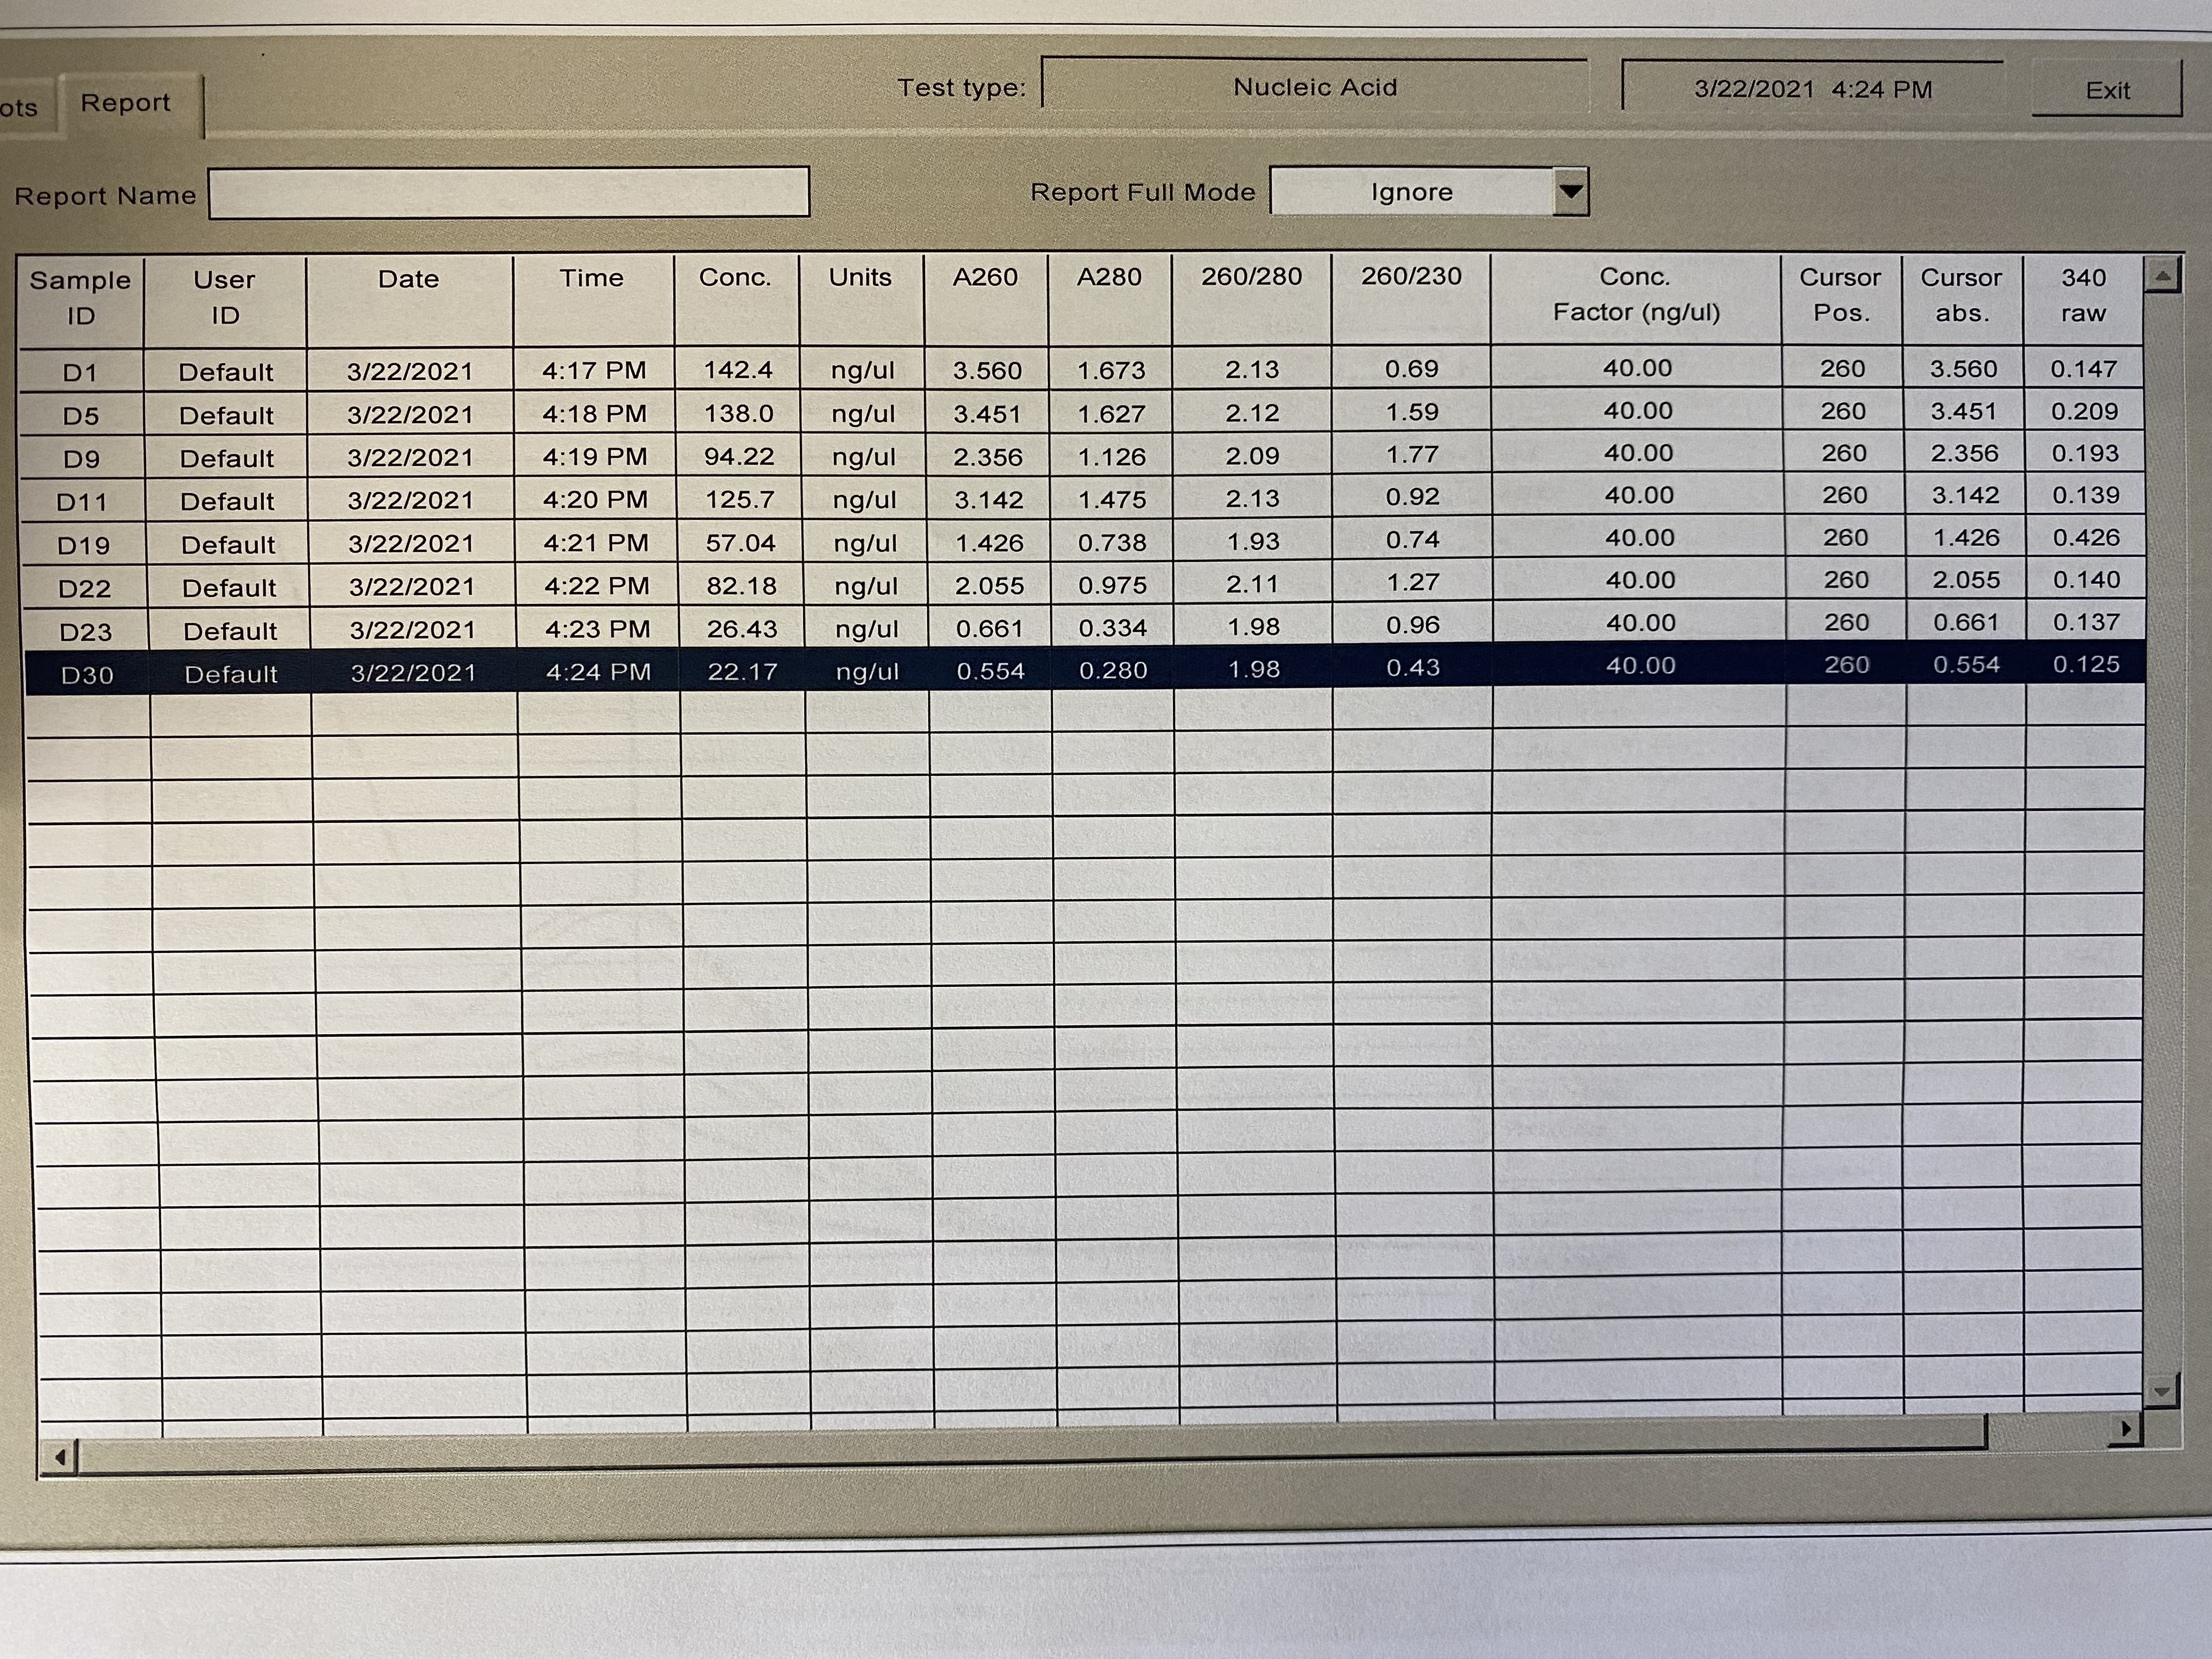 ots Report Test type: Nucleic Acid 3/22/2021 4:24 PM Exit
Report Name Report Full Mode Ignore
Sample ID User ID Date Time Conc. Units A260 A280 260/280 260/230 Conc. Factor (ng/ul) Cursor Pos. Cursor abs. 340 raw
D1 Default 3/22/2021 4:17 PM 142.4 ng/ul 3.560 1.673 2.13 0.69 40.00 260 3.560 0.147
D5 Default 3/22/2021 4:18 PM 138.0 ng/ul 3.451 1.627 2.12 1.59 40.00 260 3.451 0.209
D9 Default 3/22/2021 4:19 PM 94.22 ng/ul 2.356 1.126 2.09 1.77 40.00 260 2.356 0.193
D11 Default 3/22/2021 4:20 PM 125.7 ng/ul 3.142 1.475 2.13 0.92 40.00 260 3.142 0.139
D19 Default 3/22/2021 4:21 PM 57.04 ng/ul 1.426 0.738 1.93 0.74 40.00 260 1.426 0.426
D22 Default 3/22/2021 4:22 PM 82.18 ng/ul 2.055 0.975 2.11 1.27 40.00 260 2.055 0.140
D23 Default 3/22/2021 4:23 PM 26.43 ng/ul 0.661 0.334 1.98 0.96 40.00 260 0.661 0.137
D30 Default 3/22/2021 4:24 PM 22.17 ng/ul 0.554 0.280 1.98 0.43 40.00 260 0.554 0.125